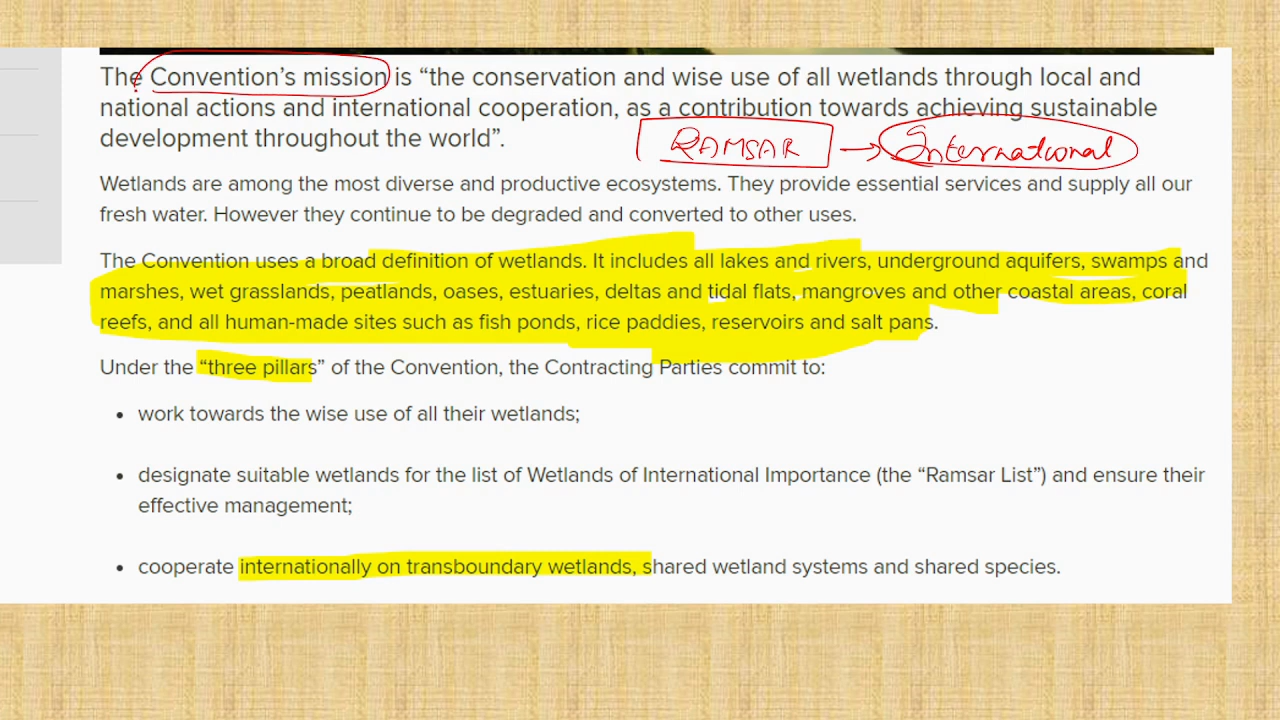 The Convention's mission is “the conservation and wise use of all wetlands through local and
national actions and international cooperation, as a contribution towards achieving sustainable
development throughout the world”.
RAMSAR → International
Wetlands are among the most diverse and productive ecosystems. They provide essential services and supply all our
fresh water. However they continue to be degraded and converted to other uses.
The Convention uses a broad definition of wetlands. It includes all lakes and rivers, underground aquifers, swamps and
marshes, wet grasslands, peatlands, oases, estuaries, deltas and tidal flats, mangroves and other coastal areas, coral
reefs, and all human-made sites such as fish ponds, rice paddies, reservoirs and salt pans.
Under the “three pillars” of the Convention, the Contracting Parties commit to:
• work towards the wise use of all their wetlands;
• designate suitable wetlands for the list of Wetlands of International Importance (the “Ramsar List”) and ensure their
effective management;
• cooperate internationally on transboundary wetlands, shared wetland systems and shared species.